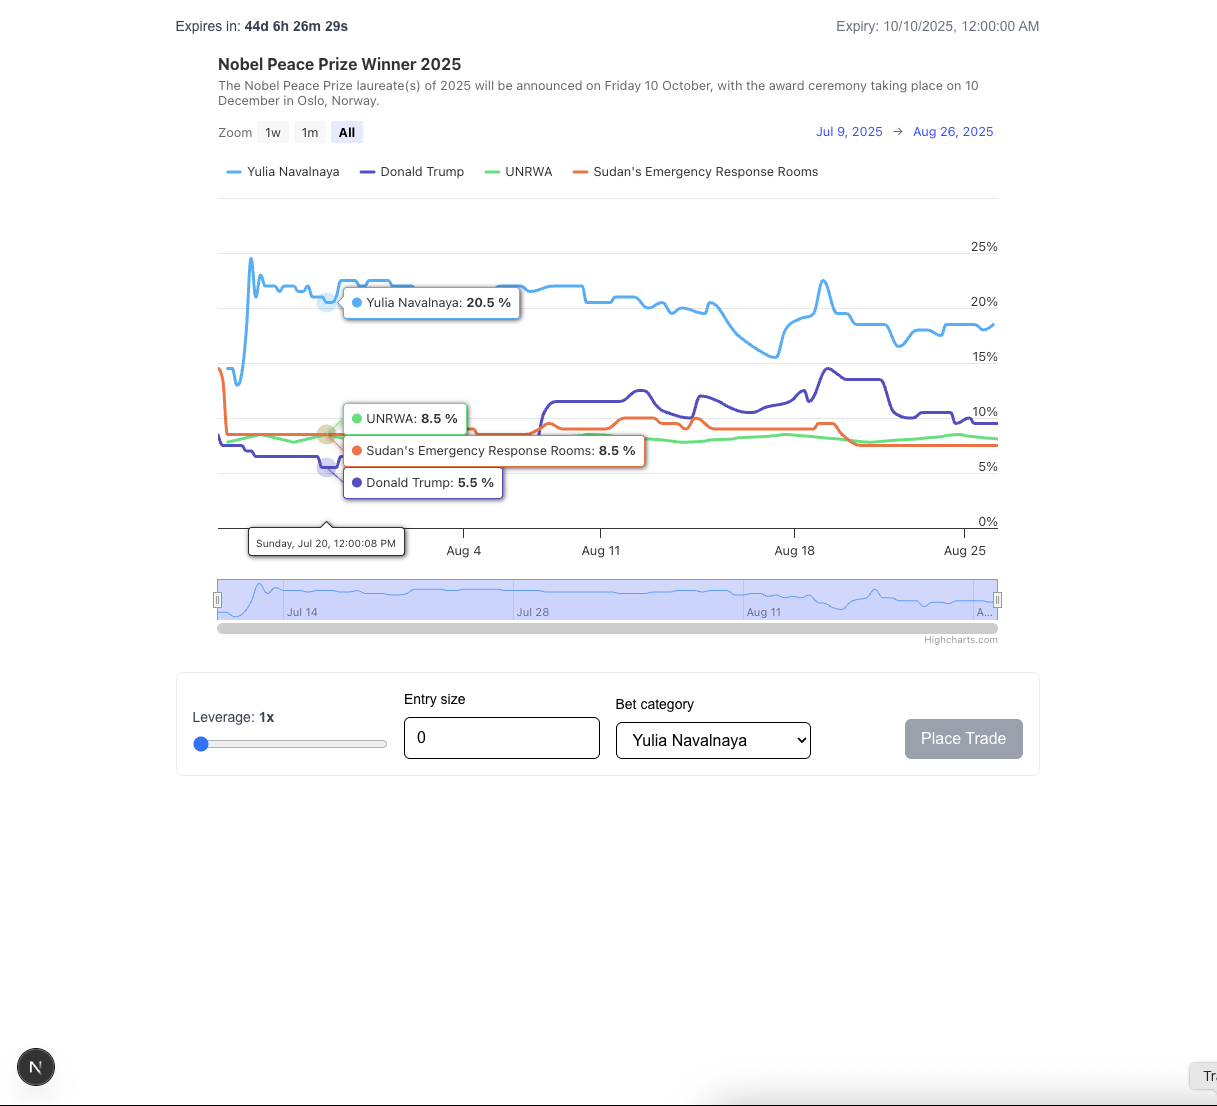 Expires in: 44d 6h 26m 29s
Expiry: 10/10/2025, 12:00:00 AM
Nobel Peace Prize Winner 2025
The Nobel Peace Prize laureate(s) of 2025 will be announced on Friday 10 October, with the award ceremony taking place on 10
December in Oslo, Norway.
Zoom 1w 1m All
Jul 9, 2025 → Aug 26, 2025
Yulia Navalnaya Donald Trump UNRWA Sudan's Emergency Response Rooms
25%
20%
Yulia Navalnaya: 20.5 %
15%
10%
UNRWA: 8.5 %
Sudan's Emergency Response Rooms: 8.5 %
5%
Donald Trump: 5.5 %
0%
Sunday, Jul 20, 12:00:08 PM
Aug 4 Aug 11 Aug 18 Aug 25
Jul 14 Jul 28 Aug 11 A...
Highcharts.com
Leverage: 1x
Entry size
0
Bet category
Yulia Navalnaya
Place Trade
N